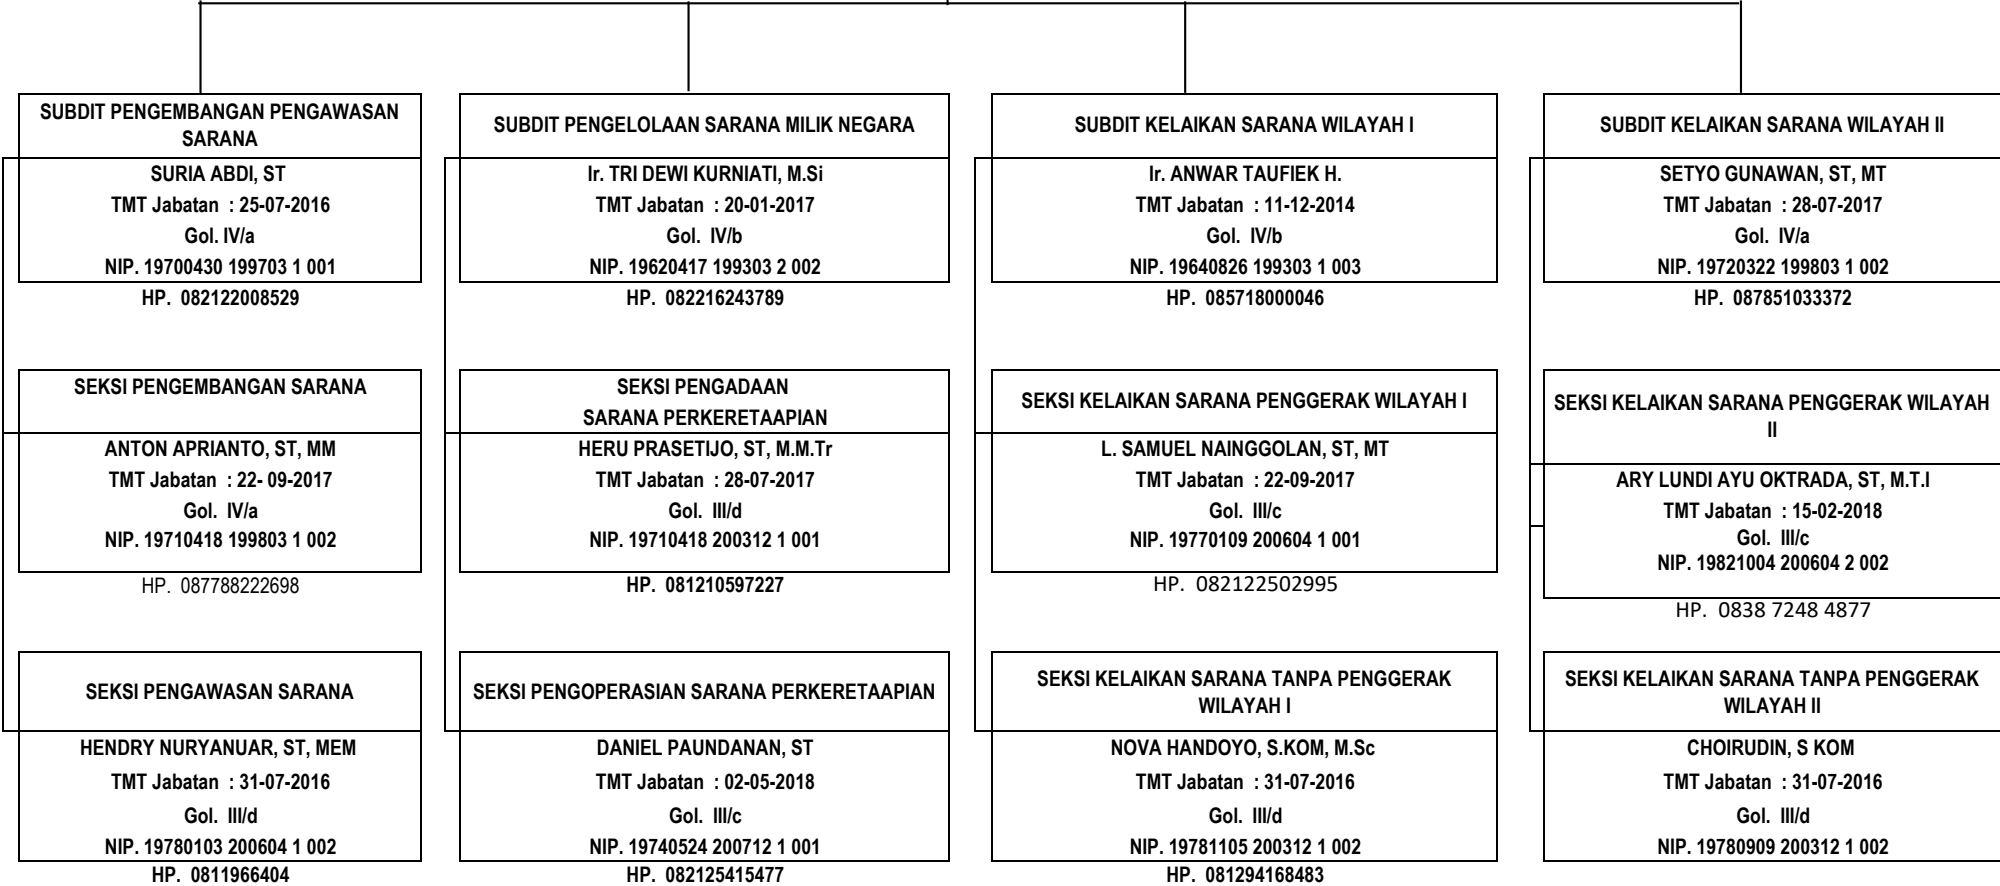 SUBDIT PENGEMBANGAN PENGAWASAN
SARANA
SURIA ABDI, ST
TMT Jabatan : 25-07-2016
Gol. IV/a
NIP. 19700430 199703 1 001
HP. 082122008529
SEKSI PENGEMBANGAN SARANA
ANTON APRIANTO, ST, MM
TMT Jabatan : 22- 09-2017
Gol. IV/a
NIP. 19710418 199803 1 002
HP. 087788222698
SEKSI PENGAWASAN SARANA
HENDRY NURYANUAR, ST, MEM
TMT Jabatan : 31-07-2016
Gol. III/d
NIP. 19780103 200604 1 002
HP. 0811966404
SUBDIT PENGELOLAAN SARANA MILIK NEGARA
Ir. TRI DEWI KURNIATI, M.Si
TMT Jabatan : 20-01-2017
Gol. IV/b
NIP. 19620417 199303 2 002
HP. 082216243789
SEKSI PENGADAAN
SARANA PERKERETAAPIAN
HERU PRASETIJO, ST, M.M.Tr
TMT Jabatan : 28-07-2017
Gol. III/d
NIP. 19710418 200312 1 001
HP. 081210597227
SEKSI PENGOPERASIAN SARANA PERKERETAAPIAN
DANIEL PAUNDANAN, ST
TMT Jabatan : 02-05-2018
Gol. III/c
NIP. 19740524 200712 1 001
HP. 082125415477
SUBDIT KELAIKAN SARANA WILAYAH I
Ir. ANWAR TAUFIEK H.
TMT Jabatan : 11-12-2014
Gol. IV/b
NIP. 19640826 199303 1 003
HP. 085718000046
SEKSI KELAIKAN SARANA PENGGERAK WILAYAH I
L. SAMUEL NAINGGOLAN, ST, MT
TMT Jabatan : 22-09-2017
Gol. III/c
NIP. 19770109 200604 1 001
HP. 082122502995
SEKSI KELAIKAN SARANA TANPA PENGGERAK
WILAYAH I
NOVA HANDOYO, S.KOM, M.Sc
TMT Jabatan : 31-07-2016
Gol. III/d
NIP. 19781105 200312 1 002
HP. 081294168483
SUBDIT KELAIKAN SARANA WILAYAH II
SETYO GUNAWAN, ST, MT
TMT Jabatan : 28-07-2017
Gol. IV/a
NIP. 19720322 199803 1 002
HP. 087851033372
SEKSI KELAIKAN SARANA PENGGERAK WILAYAH
II
ARY LUNDI AYU OKTRADA, ST, M.T.I
TMT Jabatan : 15-02-2018
Gol. III/c
NIP. 19821004 200604 2 002
HP. 0838 7248 4877
SEKSI KELAIKAN SARANA TANPA PENGGERAK
WILAYAH II
CHOIRUDIN, S KOM
TMT Jabatan : 31-07-2016
Gol. III/d
NIP. 19780909 200312 1 002